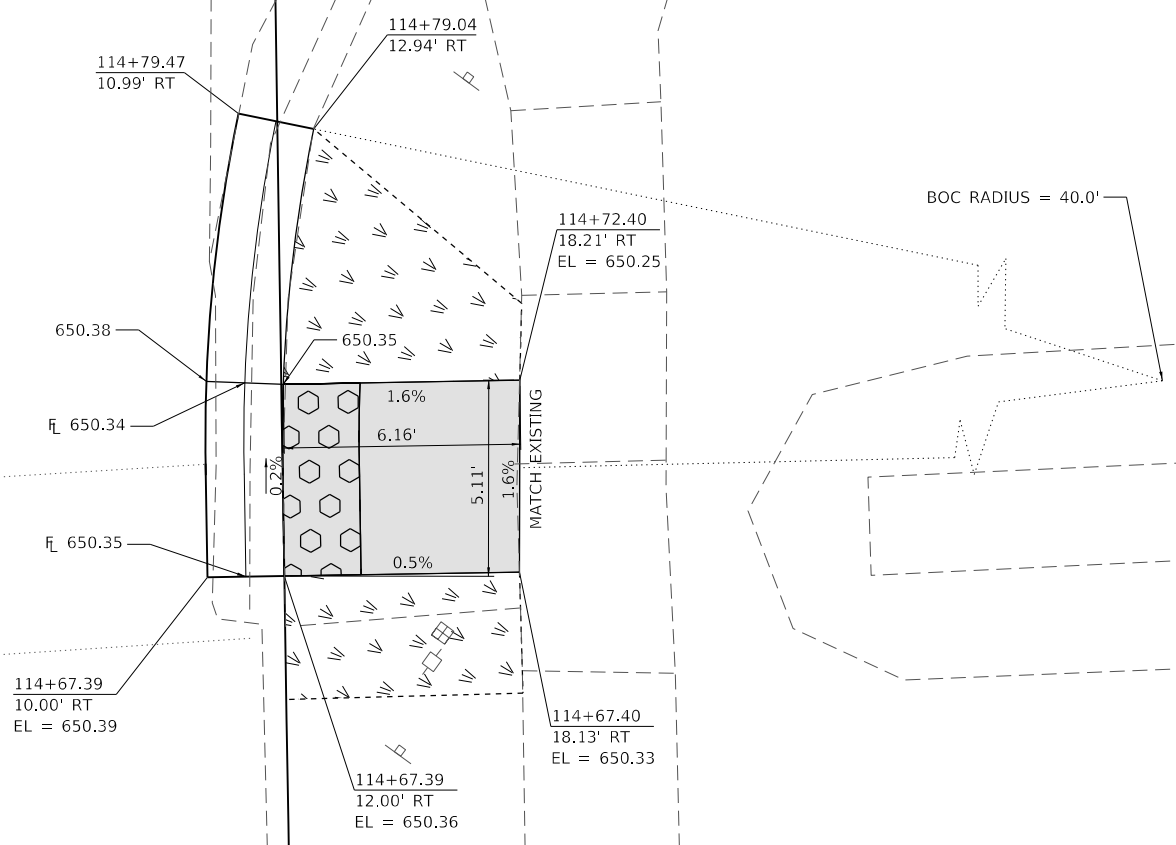 114+79.04
12.94' RT
114+79.47
10.99' RT
BOC RADIUS = 40.0'
114+72.40
18.21' RT
EL = 650.25
650.38
650.35
1.6%
FL 650.34
6.16'
0.2%
5.11'
1.6%
MATCH EXISTING
FL 650.35
0.5%
114+67.39
10.00' RT
EL = 650.39
114+67.40
18.13' RT
EL = 650.33
114+67.39
12.00' RT
EL = 650.36